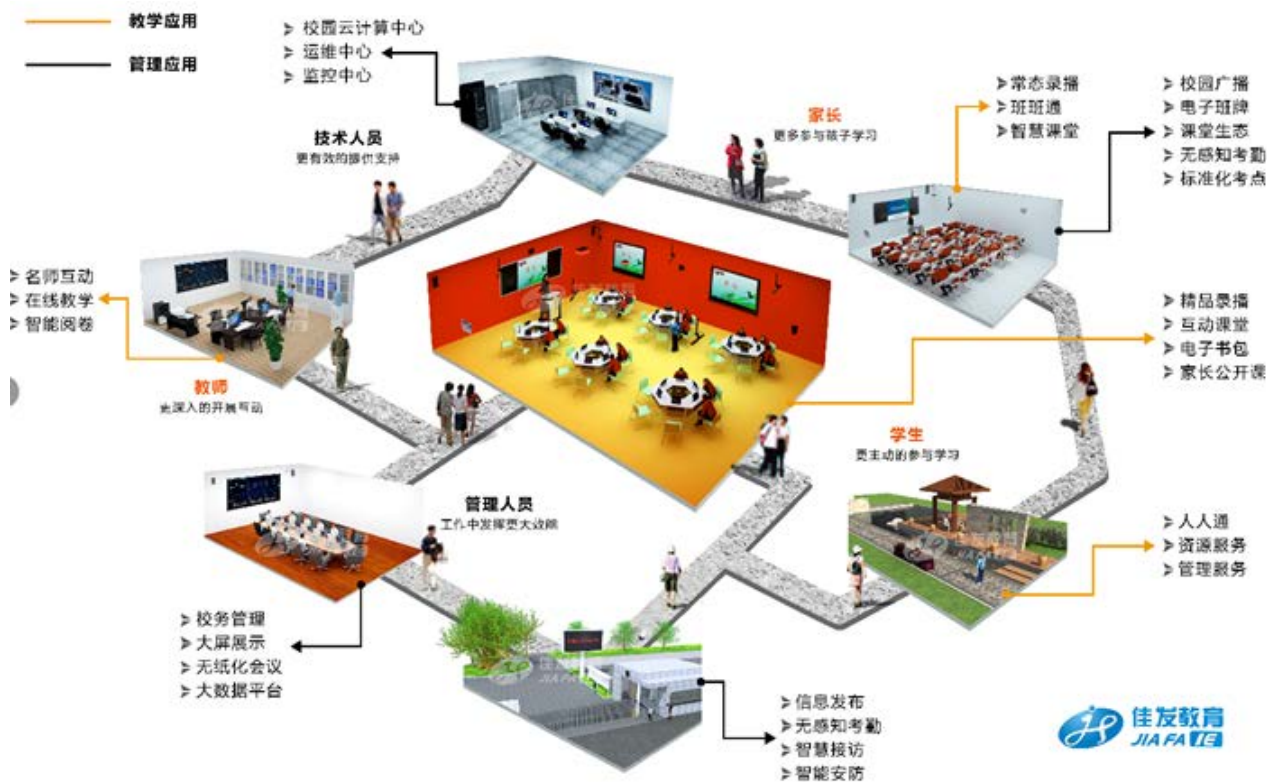 教学应用
管理应用
校园云计算中心
运维中心
监控中心
技术人员
更有效的提供支持
家长
更多参与孩子学习
常态录播
班班通
智慧课堂
校园广播
电子班牌
课堂生态
无感知考勤
标准化考点
名师互动
在线教学
智能阅卷
教师
更深入的开展互动
佳发教育
精品录播
互动课堂
电子书包
家长公开课
学生
更主动的参与学习
管理人员
工作中发挥更大效能
人人通
资源服务
管理服务
校务管理
大屏展示
无纸化会议
大数据平台
信息发布
无感知考勤
智慧接访
智能安防
佳发教育
JIAFA IE